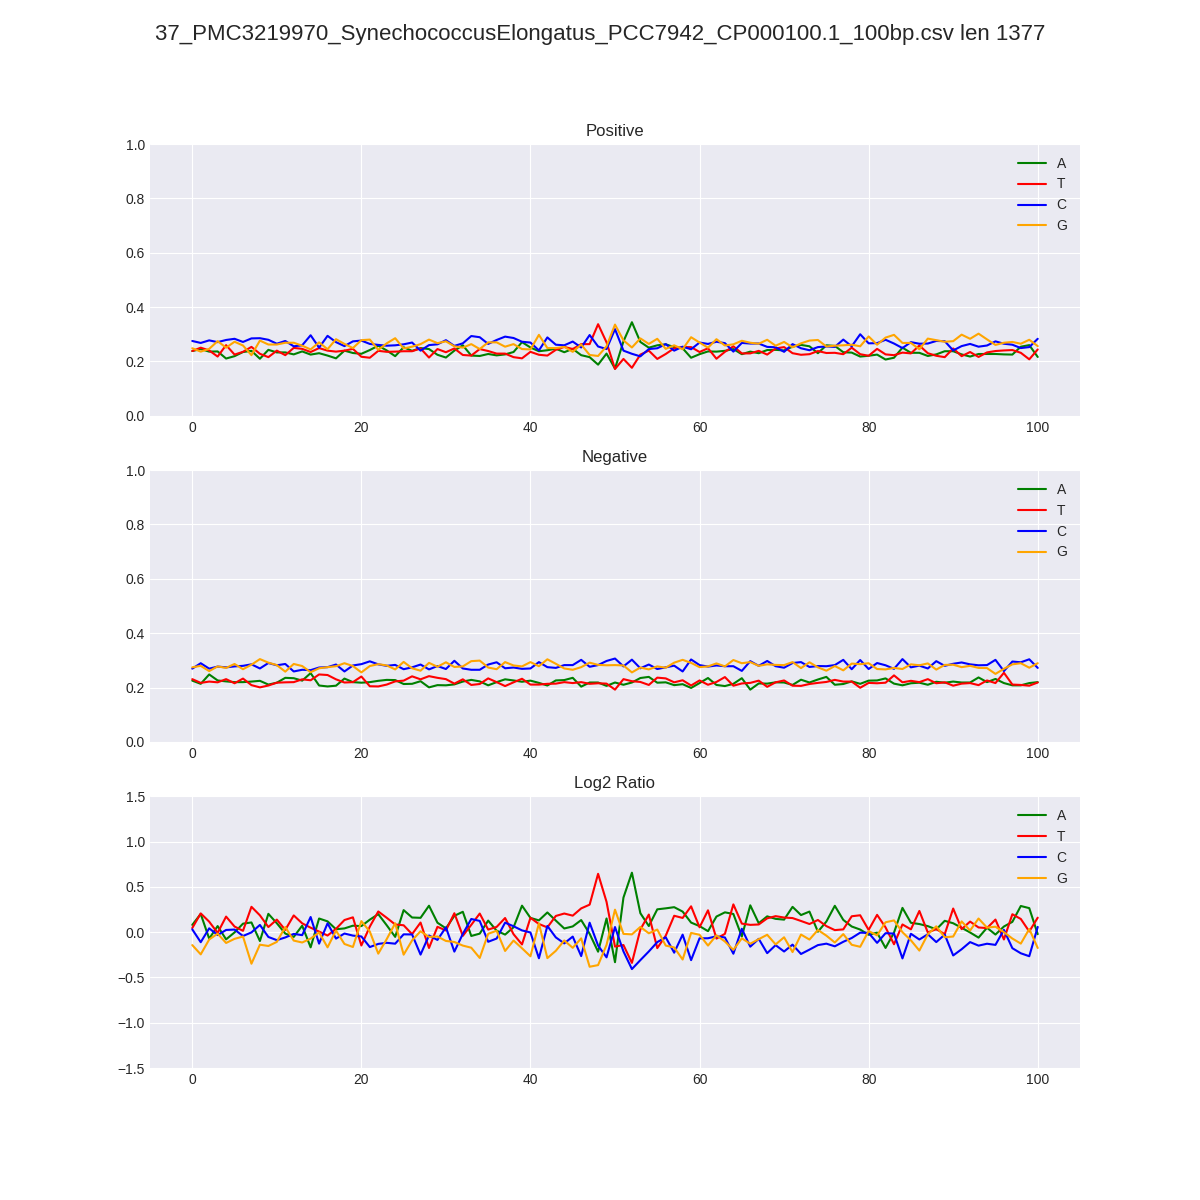 37_PMC3219970_SynechococcusElongatus_PCC7942_CP000100.1_100bp.csv len 1377
Positive
1.0
0.8
0.6
0.4
0.2
0.0
A
T
C
G
0 20 40 60 80 100
Negative
1.0
0.8
0.6
0.4
0.2
0.0
A
T
C
G
0 20 40 60 80 100
Log2 Ratio
1.5
1.0
0.5
0.0
−0.5
−1.0
−1.5
A
T
C
G
0 20 40 60 80 100